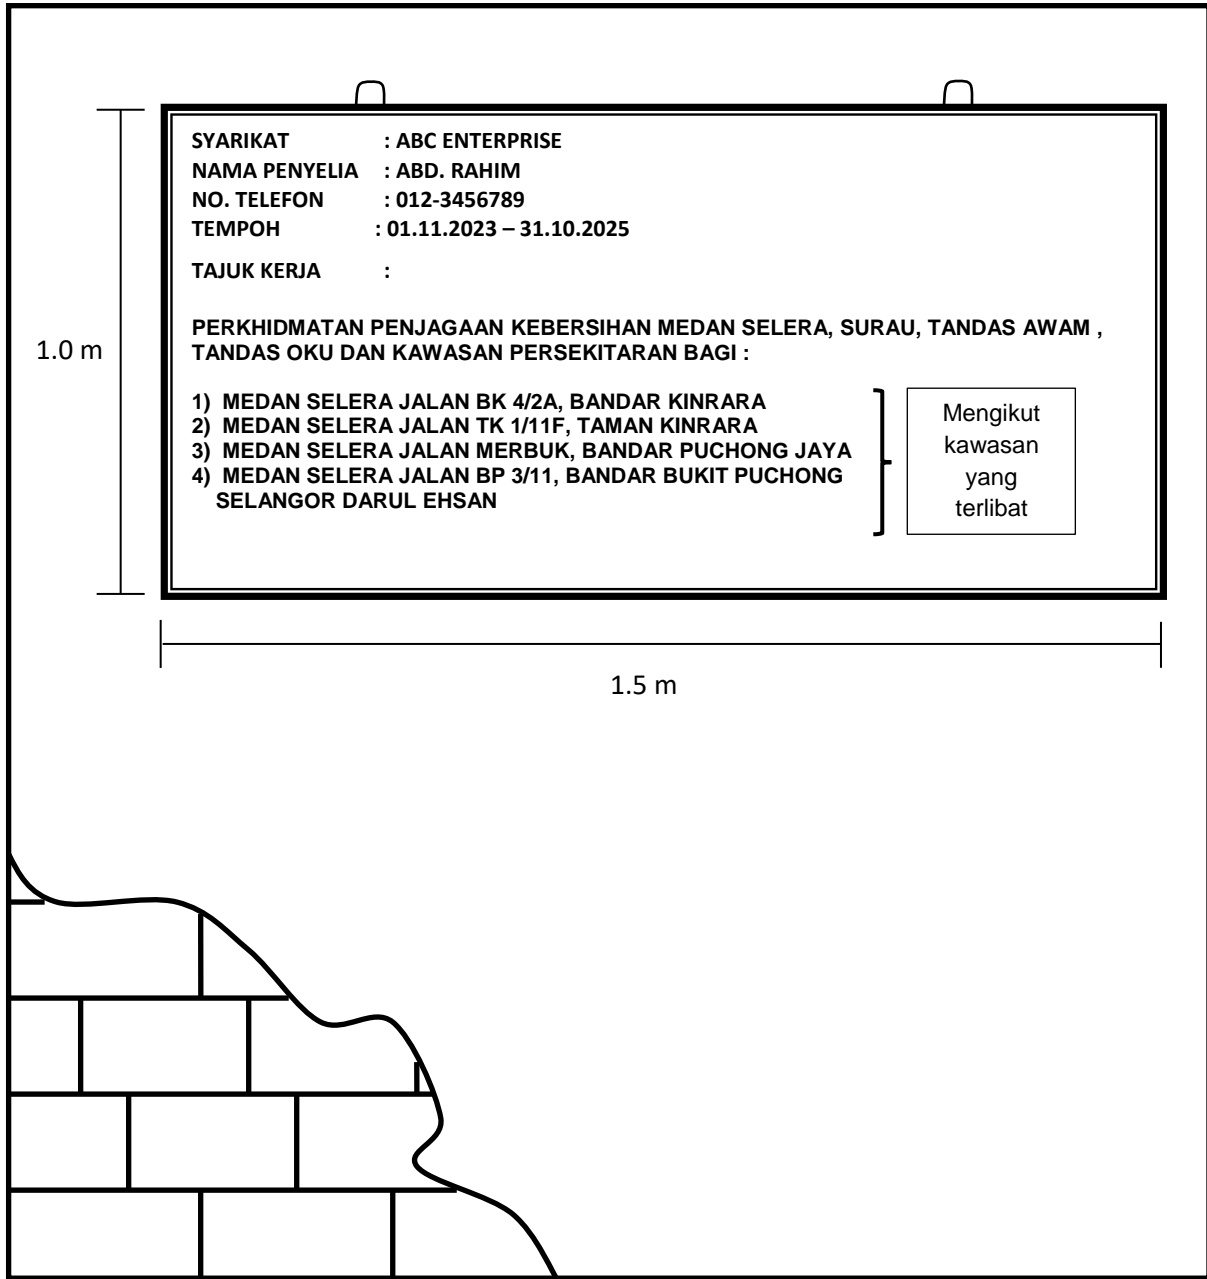 SYARIKAT : ABC ENTERPRISE
NAMA PENYELIA : ABD. RAHIM
NO. TELEFON : 012-3456789
TEMPOH : 01.11.2023 – 31.10.2025
TAJUK KERJA :
PERKHIDMATAN PENJAGAAN KEBERSIHAN MEDAN SELERA, SURAU, TANDAS AWAM ,
TANDAS OKU DAN KAWASAN PERSEKITARAN BAGI :
1) MEDAN SELERA JALAN BK 4/2A, BANDAR KINRARA
2) MEDAN SELERA JALAN TK 1/11F, TAMAN KINRARA
3) MEDAN SELERA JALAN MERBUK, BANDAR PUCHONG JAYA
4) MEDAN SELERA JALAN BP 3/11, BANDAR BUKIT PUCHONG
SELANGOR DARUL EHSAN
Mengikut
kawasan
yang
terlibat
1.0 m
1.5 m